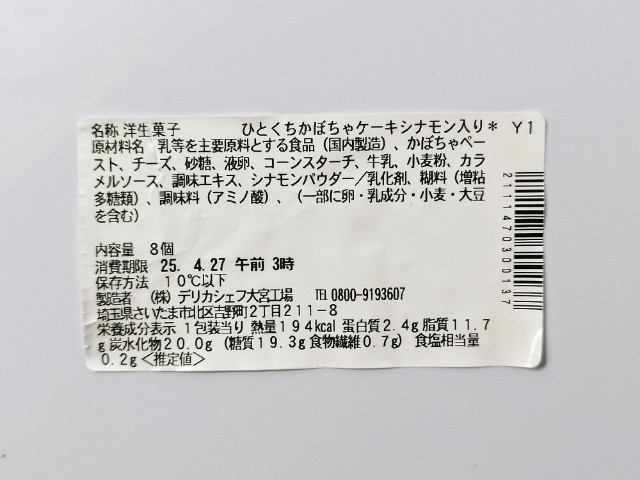 名称 洋生菓子 ひとくちかぼちゃケーキシナモン入り* Y1
原材料名 乳等を主要原料とする食品(国内製造)、かぼちゃペー
スト、チーズ、砂糖、液卵、コーンスターチ、牛乳、小麦粉、カラ
メルソース、調味エキス、シナモンパウダー/乳化剤、糊料(増粘
多糖類)、調味料(アミノ酸)、(一部に卵・乳成分・小麦・大豆
を含む)
内容量 8個
消費期限 25. 4.27 午前 3時
保存方法 10℃以下
製造者 (株)デリカシェフ大宮工場 TEL 0800-9193607
埼玉県さいたま市北区吉野町2丁目211-8
栄養成分表示 1包装当り 熱量194kcal 蛋白質2.4g 脂質11.7
g 炭水化物20.0g (糖質19.3g 食物繊維0.7g) 食塩相当量
0.2g<推定値>
2111470300137